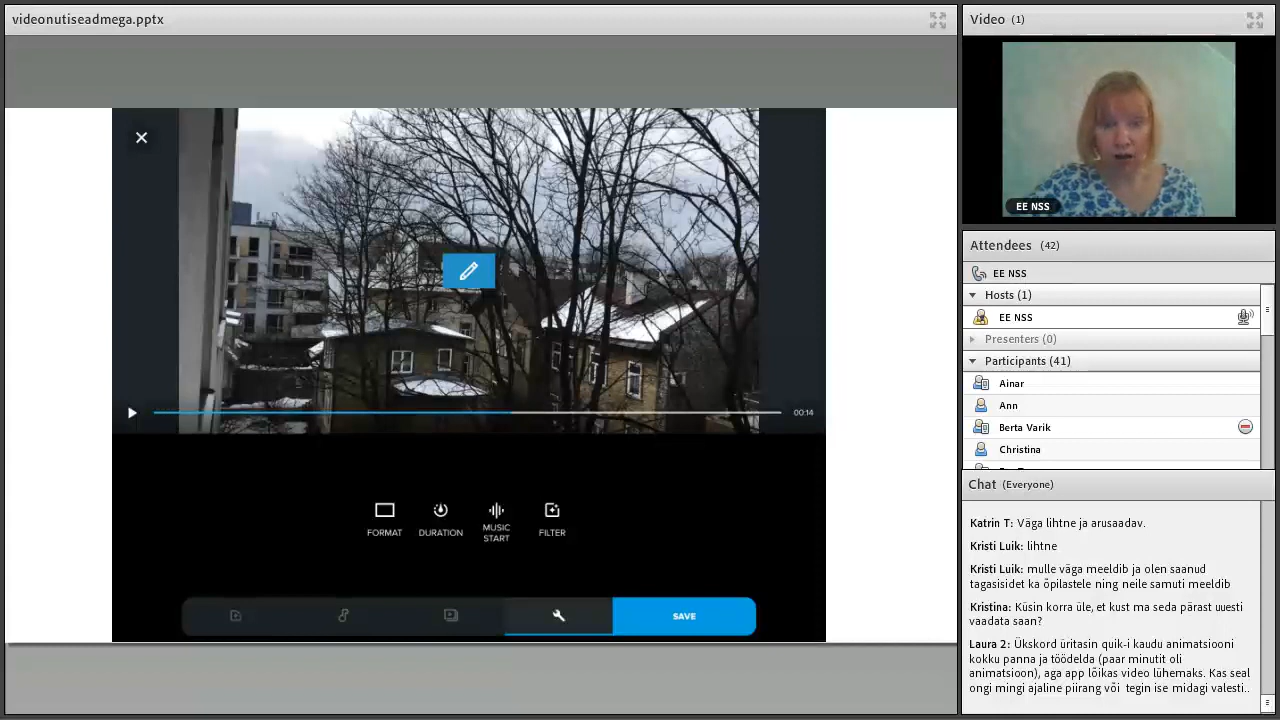 videonutiseadmega.pptx
00:14
FORMAT
DURATION
MUSIC
START
FILTER
SAVE
Video (1)
EE NSS
Attendees (42)
EE NSS
Hosts (1)
EE NSS
Presenters (0)
Participants (41)
Ainar
Ann
Berta Varik
Christina
Chat (Everyone)
Katrin T: Väga lihtne ja arusaadav.
Kristi Luik: lihtne
Kristi Luik: mulle väga meeldib ja olen saanud
tagasisidet ka õpilastele ning neile samuti meeldib
Kristina: Küsin korra üle, et kust ma seda pärast uuesti
vaadata saan?
Laura 2: Ükskord üritasin quik-i kaudu animatsiooni
kokku panna ja töödelda (paar minutit oli
animatsioon), aga app lõikas video lühemaks. Kas seal
ongi mingi ajaline piirang või tegin ise midagi valesti..